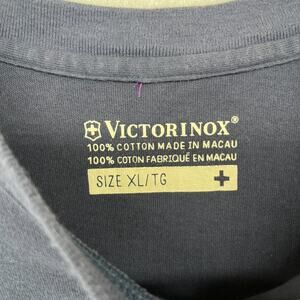 VICTORINOX®
100% COTTON MADE IN MACAU
100% COTON FABRIQUÉ EN MACAU
SIZE XL/TG